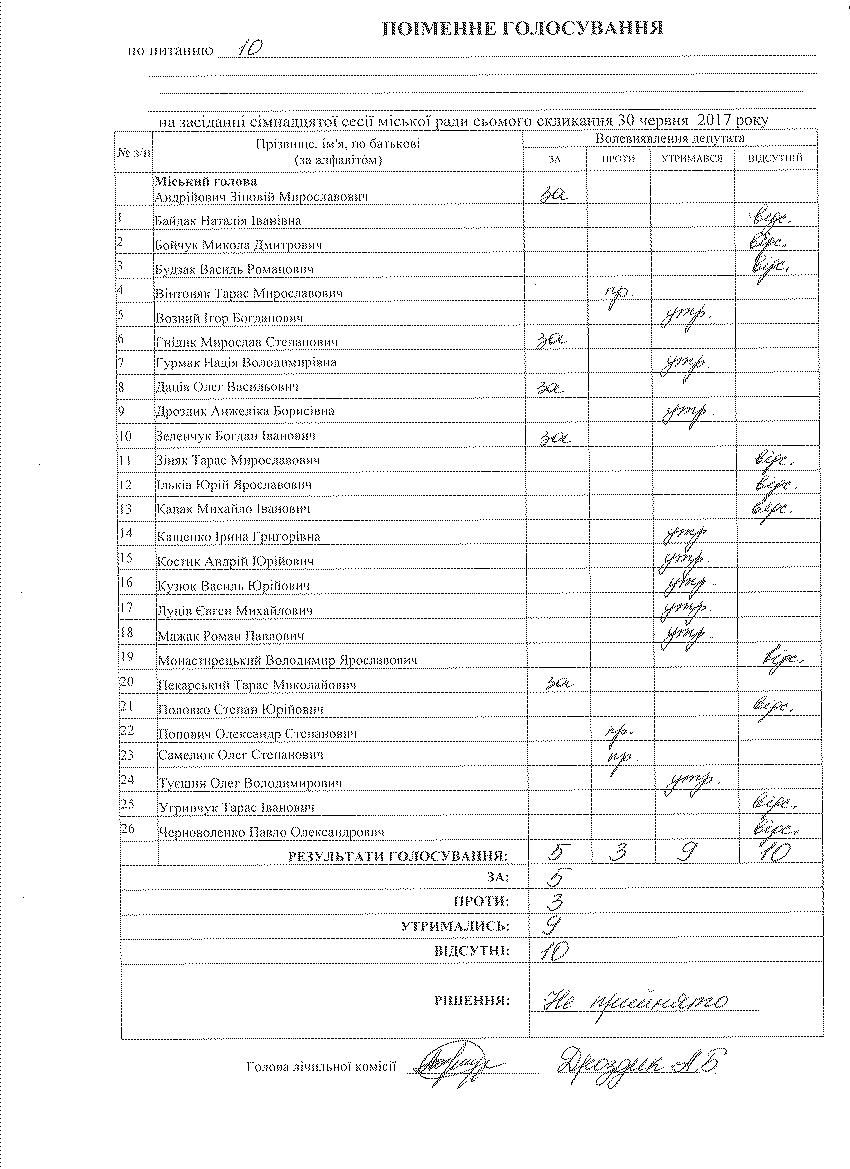 ПОІМЕННЕ ГОЛОСУВАННЯ
по питанню 10
на засіданні сімнадцятої сесії міської ради сьомого скликання 30 червня 2017 року
№ з/п Прізвище, ім'я, по батькові (за алфавітом) Волевиявлення депутата
ЗА ПРОТИ УТРИМАВСЯ ВІДСУТНІЙ
Міський голова
Андрійович Зіновій Мирославович за
1 Байдак Наталія Іванівна відс.
2 Бойчук Микола Дмитрович відс.
3 Будзак Василь Романович відс.
4 Вінтоняк Тарас Мирославович пр.
5 Возний Ігор Богданович утр.
6 Гнідик Мирослав Степанович за
7 Гурмак Надія Володимирівна утр.
8 Даців Олег Васильович за
9 Дроздик Анжеліка Борисівна утр.
10 Зеленчук Богдан Іванович за
11 Зіняк Тарас Мирославович відс.
12 Ільків Юрій Ярославович відс.
13 Кавак Михайло Іванович відс.
14 Кащенко Ірина Григорівна утр
15 Костик Андрій Юрійович утр.
16 Кузюк Василь Юрійович утр.
17 Луців Євген Михайлович утр.
18 Мажак Роман Павлович утр.
19 Монастирецький Володимир Ярославович відс.
20 Пекарський Тарас Миколайович за
21 Половко Степан Юрійович відс.
22 Попович Олександр Степанович пр.
23 Самелюк Олег Степанович пр
24 Туєшин Олег Володимирович утр.
25 Угринчук Тарас Іванович відс.
26 Черноволенко Павло Олександрович відс.
РЕЗУЛЬТАТИ ГОЛОСУВАННЯ: 5 3 9 10
ЗА: 5
ПРОТИ: 3
УТРИМАЛИСЬ: 9
ВІДСУТНІ: 10
РІШЕННЯ: Не прийнято
Голова лічильної комісії Дроздик А.Б